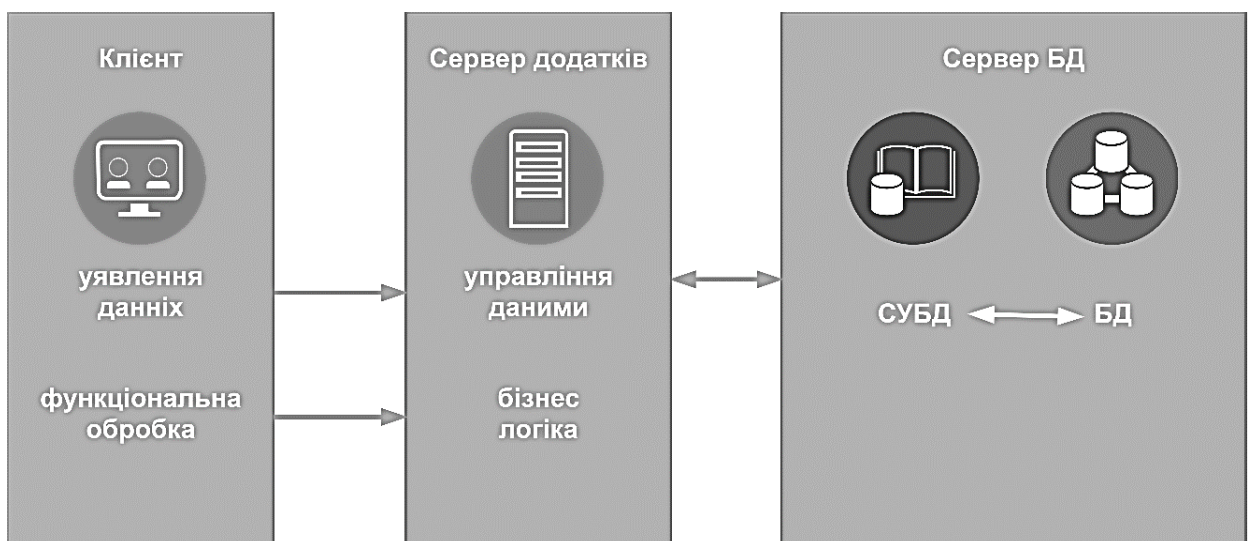 Клієнт
уявлення
данніх
функціональна
обробка
Сервер додатків
управління
даними
бізнес
логіка
Сервер БД
СУБД
БД